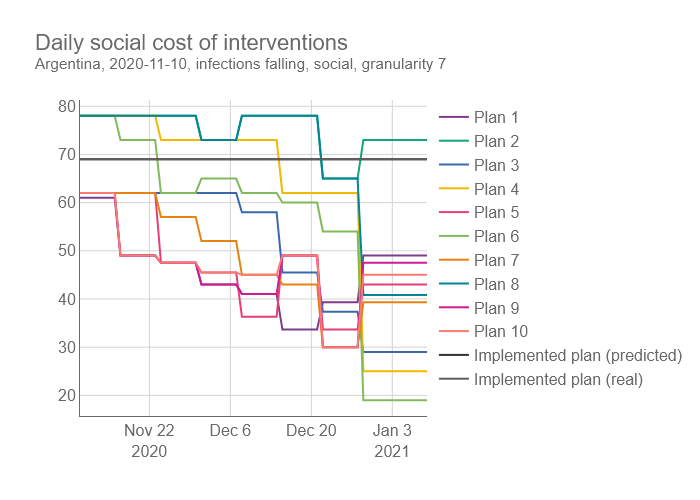 Daily social cost of interventions
Argentina, 2020-11-10, infections falling, social, granularity 7
80
70
60
50
40
30
20
Nov 22
2020
Dec 6
Dec 20
Jan 3
2021
Plan 1
Plan 2
Plan 3
Plan 4
Plan 5
Plan 6
Plan 7
Plan 8
Plan 9
Plan 10
Implemented plan (predicted)
Implemented plan (real)